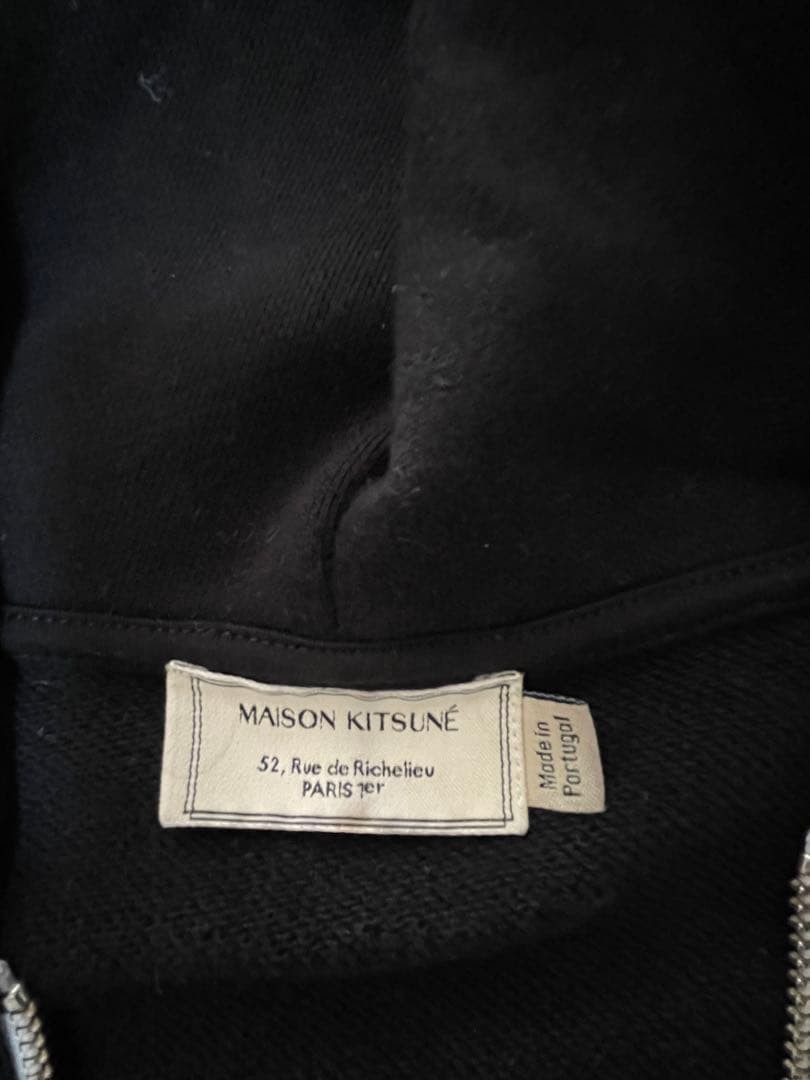 MAISON KITSUNÉ
52, Rue de Richelieu
PARIS 1er
Made in
Portugal